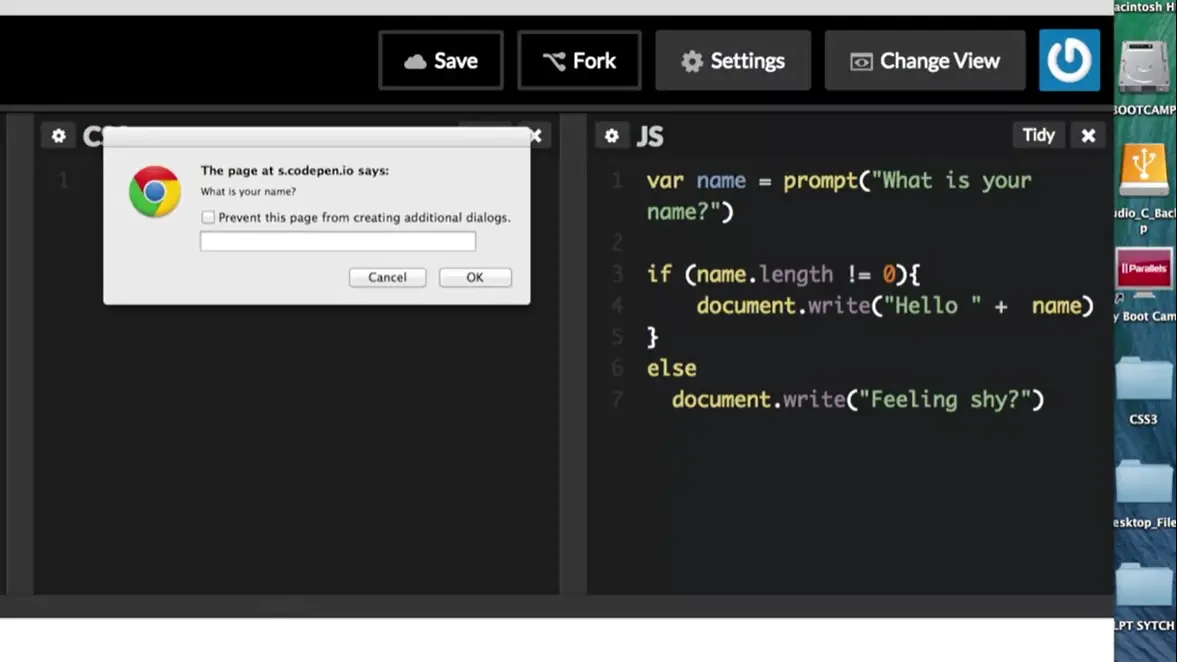 Save
Fork
Settings
Change View
JS
Tidy
The page at s.codepen.io says:
What is your name?
Prevent this page from creating additional dialogs.
Cancel
OK
1
1 var name = prompt("What is your
name?")
2
3 if (name.length != 0){
4 document.write("Hello " + name)
5 }
6 else
7 document.write("Feeling shy?")
acintosh H
BOOTCAMP
udio_C_Back
p
Parallels
y Boot Cam
CSS3
esktop_File
LPT SYTCH